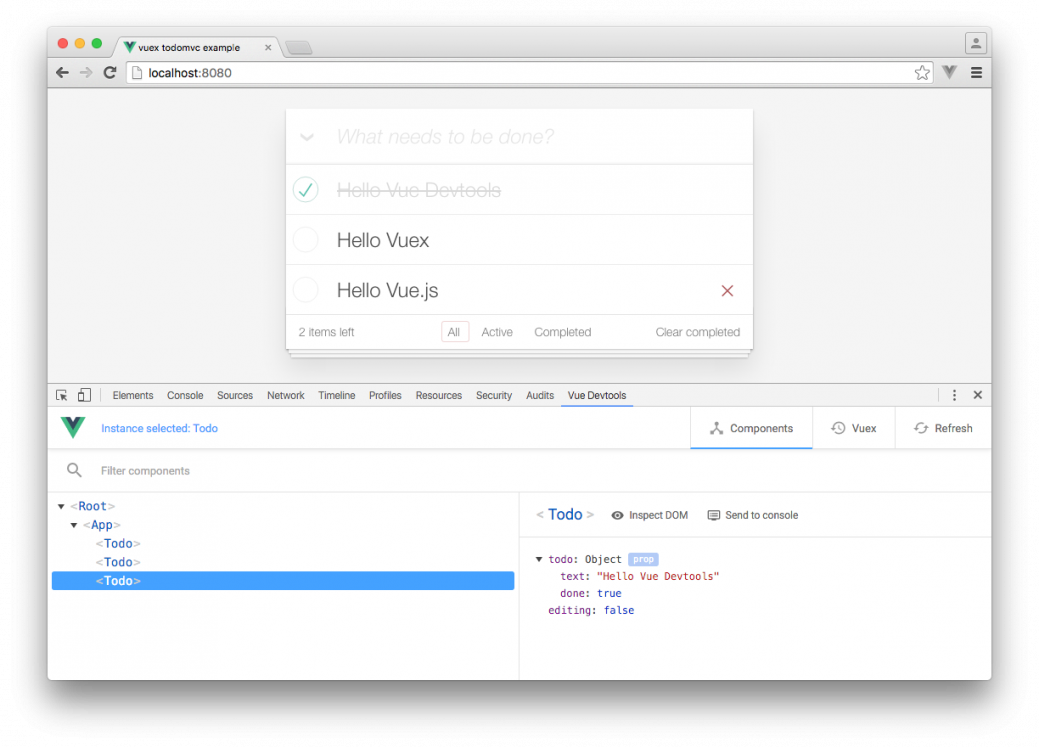 vuex todomvc example
localhost:8080
What needs to be done?
Hello Vue Devtools
Hello Vuex
Hello Vue.js
2 items left All Active Completed Clear completed
Elements Console Sources Network Timeline Profiles Resources Security Audits Vue Devtools
Instance selected: Todo Components Vuex Refresh
Filter components
<Root>
<App>
<Todo>
<Todo>
<Todo>
<Todo> Inspect DOM Send to console
todo: Object prop
text: "Hello Vue Devtools"
done: true
editing: false